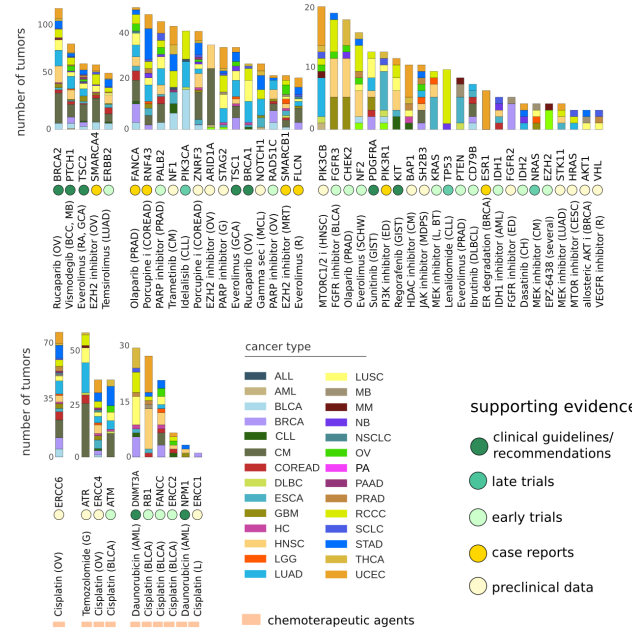 number of tumors
100
50
0
BRCA2
PTCH1
TSC2
SMARCA4
ERBB2
Rucaparib (OV)
Vismodegib (BCC, MB)
Everolimus (RA, GCA)
EZH2 inhibitor (OV)
Temsirolimus (LUAD)
40
20
0
FANCA
RNF43
PALB2
NF1
PIK3CA
ZNRF3
ARID1A
STAG2
TSC1
BRCA1
NOTCH1
RAD51C
SMARCB1
FLCN
Olaparib (PRAD)
Porcupine i (COREAD)
PARP inhibitor (PRAD)
Trametinib (CM)
Idelalisib (CLL)
Porcupine i (COREAD)
EZH2 inhibitor (OV)
PARP inhibitor (G)
Everolimus (GCA)
Rucaparib (OV)
Gamma sec i (MCL)
PARP inhibitor (OV)
EZH2 inhibitor (MRT)
Everolimus (R)
20
10
0
PIK3CB
FGFR3
CHEK2
NF2
PDGFRA
PIK3R1
KIT
BAP1
SH2B3
KRAS
TP53
PTEN
CD79B
ESR1
IDH1
FGFR2
IDH2
NRAS
EZH2
STK11
HRAS
AKT1
VHL
MTORC1/2 i (HNSC)
FGFR inhibitor (BLCA)
Olaparib (PRAD)
Everolimus (SCHW)
Sunitinib (GIST)
PI3K inhibitor (ED)
Regorafenib (GIST)
HDAC inhibitor (CM)
JAK inhibitor (MDPS)
MEK inhibitor (L, BT)
Lenalidomide (CLL)
Everolimus (PRAD)
Ibrutinib (DLBCL)
ER degradation (BRCA)
IDH1 inhibitor (AML)
FGFR inhibitor (ED)
Dasatinib (CH)
MEK inhibitor (CM)
EPZ-6438 (several)
MEK inhibitor (LUAD)
MTOR inhibitor (CESC)
allosteric AKT i (BRCA)
VEGFR inhibitor (R)
number of tumors
70
35
0
ERCC6
Cisplatin (OV)
50
25
0
ATR
ERCC4
ATM
Temozolomide (G)
Cisplatin (OV)
Cisplatin (BLCA)
30
15
0
DNMT3A
RB1
FANCC
ERCC2
NPM1
ERCC1
Daunorubicin (AML)
Cisplatin (BLCA)
Cisplatin (BLCA)
Cisplatin (BLCA)
Daunorubicin (AML)
Cisplatin (L)
cancer type
ALL
AML
BLCA
BRCA
CLL
CM
COREAD
DLBC
ESCA
GBM
HC
HNSC
LGG
LUAD
LUSC
MB
MM
NB
NSCLC
OV
PA
PAAD
PRAD
RCCC
SCLC
STAD
THCA
UCEC
chemoterapeutic agents
supporting evidence
clinical guidelines/
recommendations
late trials
early trials
case reports
preclinical data